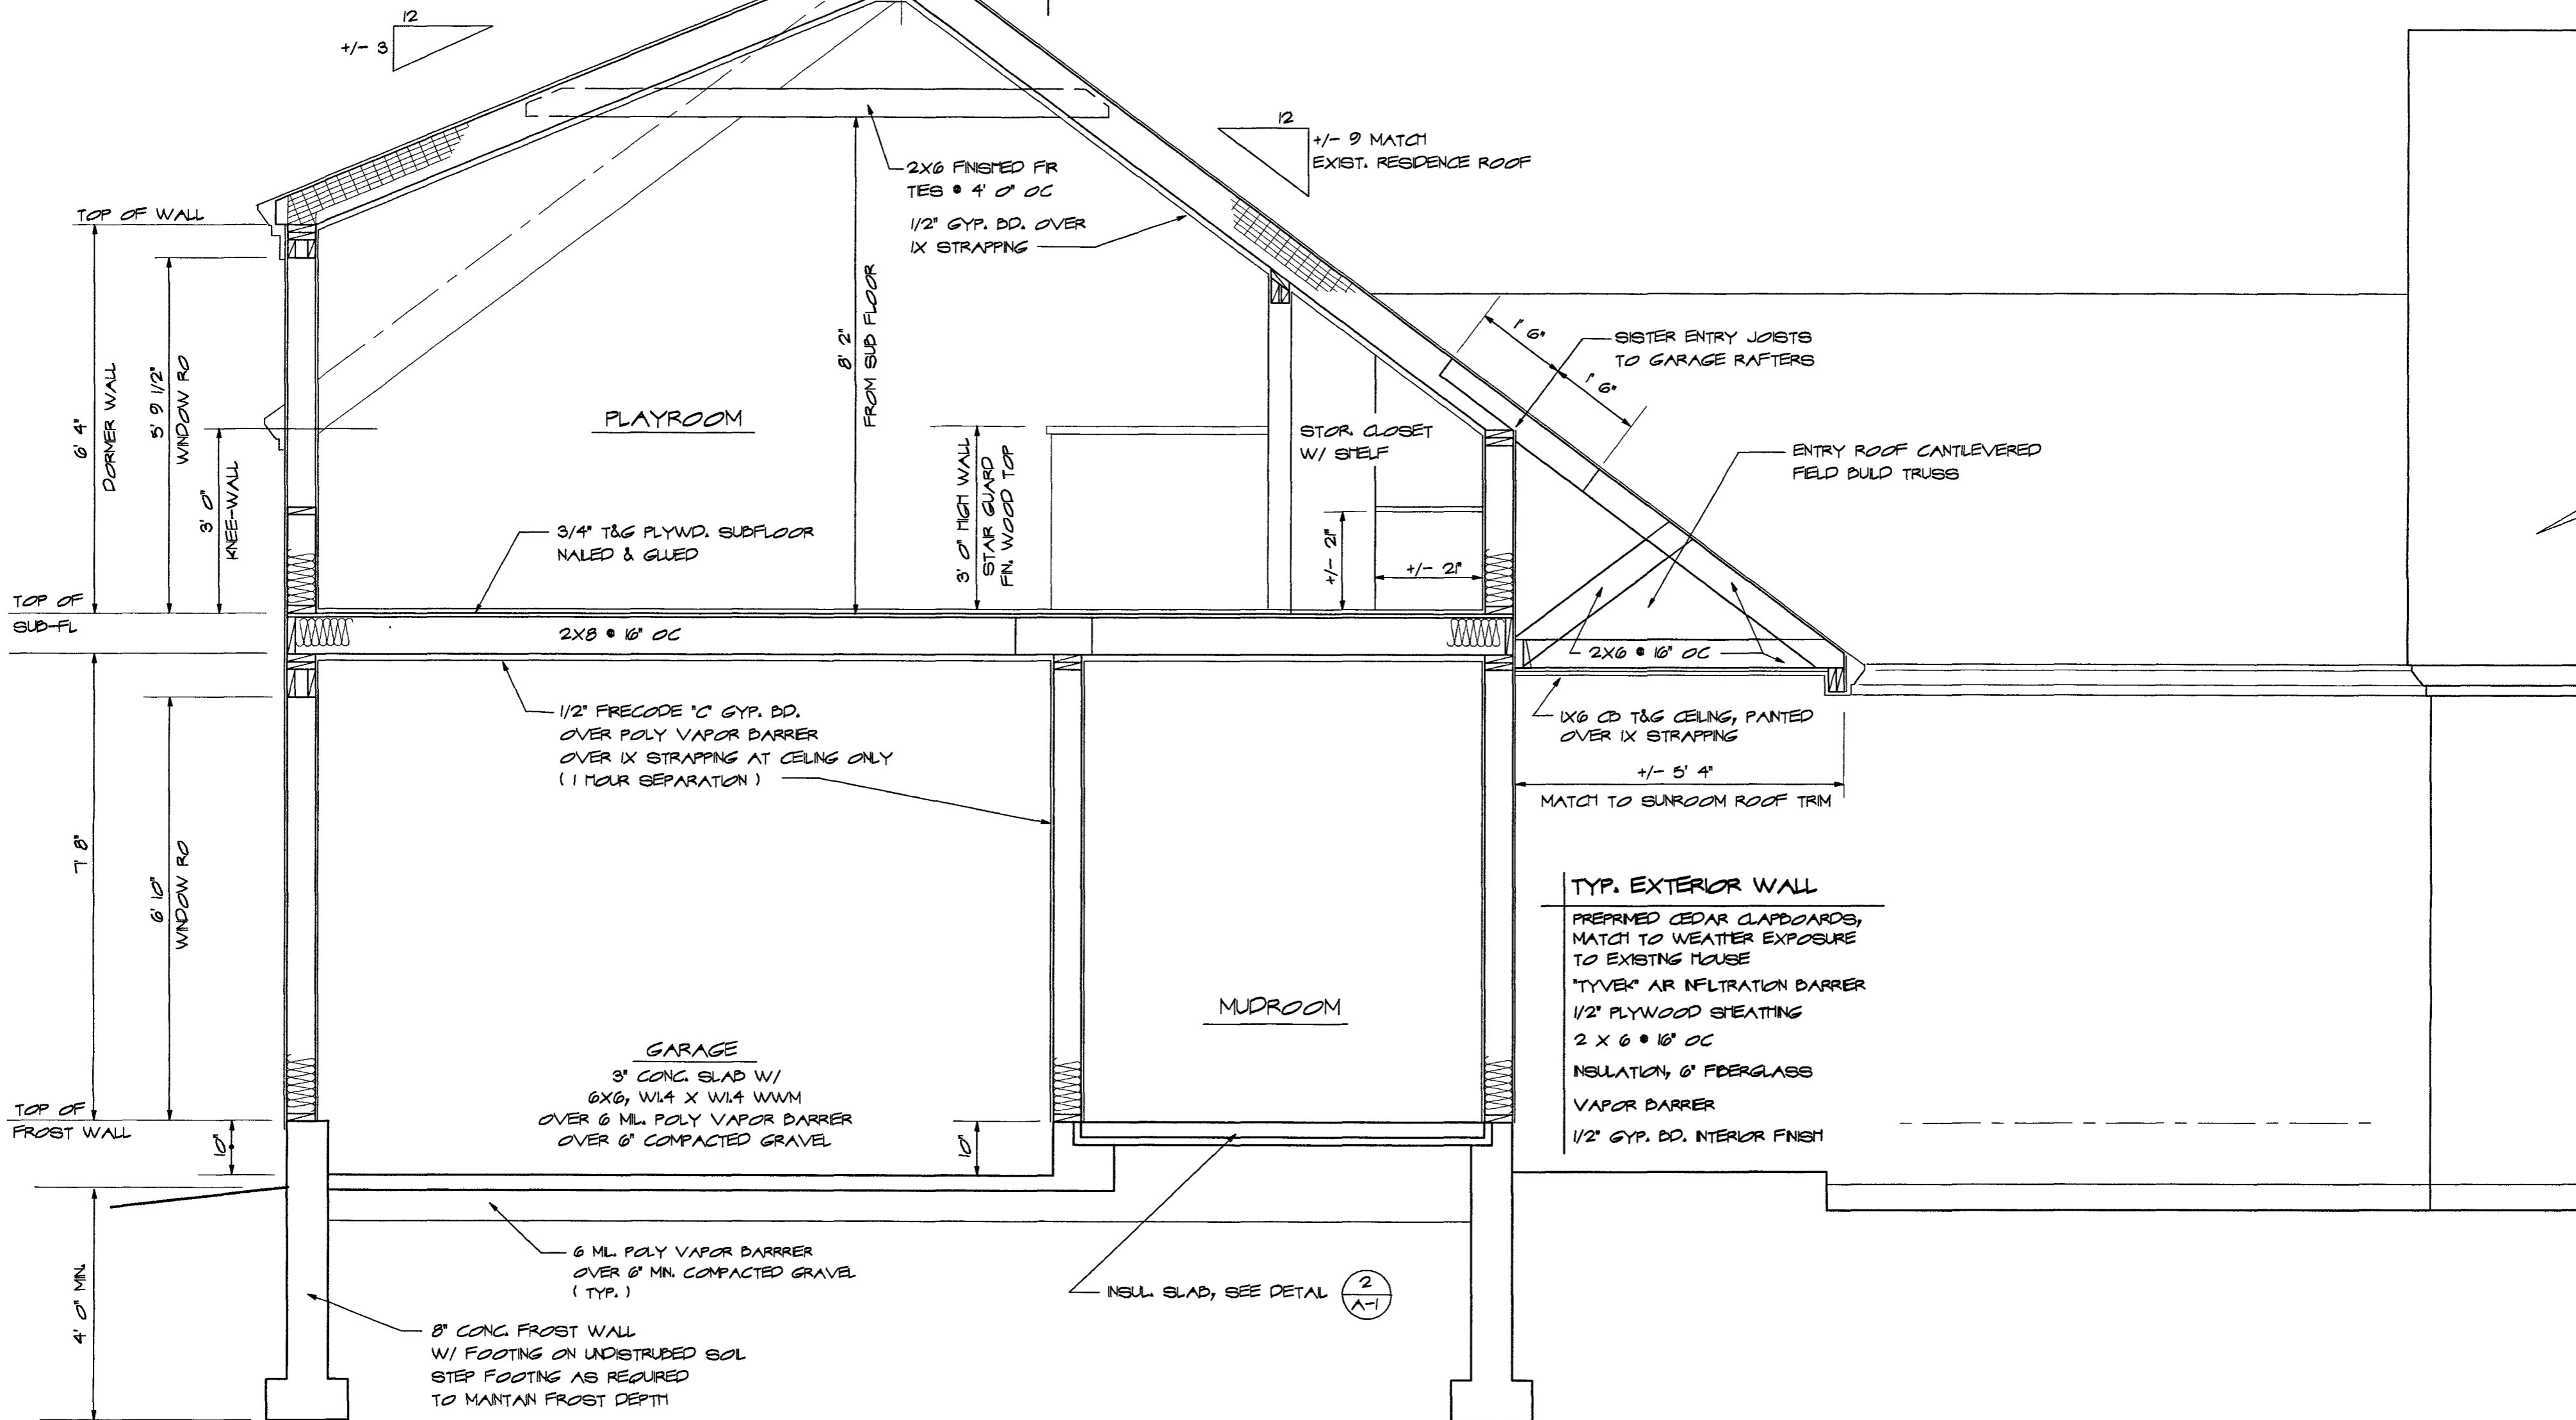 12
+/- 3
12
+/- 9 MATCH
EXIST. RESIDENCE ROOF
2X6 FINISHED FIR
TIES @ 4' 0" OC
1/2" GYP. BD. OVER
1X STRAPPING
TOP OF WALL
6' 4"
DORMER WALL
5' 9 1/2"
WINDOW RO
3' 0"
KNEE-WALL
PLAYROOM
8' 2"
FROM SUB FLOOR
3' 0" HIGH WALL
STAIR GUARD
FIN. WOOD TOP
STOR. CLOSET
W/ SHELF
+/- 21"
+/- 21"
1' 6"
1' 6"
SISTER ENTRY JOISTS
TO GARAGE RAFTERS
ENTRY ROOF CANTILEVERED
FIELD BUILD TRUSS
3/4" T&G PLYWD. SUBFLOOR
NAILED & GLUED
TOP OF
SUB-FL
2X8 @ 16" OC
2X6 @ 16" OC
1/2" FIRECODE "C" GYP. BD.
OVER POLY VAPOR BARRIER
OVER 1X STRAPPING AT CEILING ONLY
( 1 HOUR SEPARATION )
1X6 CB T&G CEILING, PAINTED
OVER 1X STRAPPING
+/- 5' 4"
MATCH TO SUNROOM ROOF TRIM
7' 8"
6' 10"
WINDOW RO
TYP. EXTERIOR WALL
PREPRIMED CEDAR CLAPBOARDS,
MATCH TO WEATHER EXPOSURE
TO EXISTING HOUSE
"TYVEK" AIR INFILTRATION BARRIER
1/2" PLYWOOD SHEATHING
2 X 6 @ 16" OC
INSULATION, 6" FIBERGLASS
VAPOR BARRIER
1/2" GYP. BD. INTERIOR FINISH
MUDROOM
GARAGE
3" CONC. SLAB W/
6X6, W1.4 X W1.4 WWM
OVER 6 MIL. POLY VAPOR BARRIER
OVER 6" COMPACTED GRAVEL
TOP OF
FROST WALL
10"
10"
4' 0" MIN.
6 MIL. POLY VAPOR BARRRIER
OVER 6" MIN. COMPACTED GRAVEL
( TYP. )
INSUL. SLAB, SEE DETAIL
2
A-1
8" CONC. FROST WALL
W/ FOOTING ON UNDISTRUBED SOIL
STEP FOOTING AS REQUIRED
TO MAINTAIN FROST DEPTH